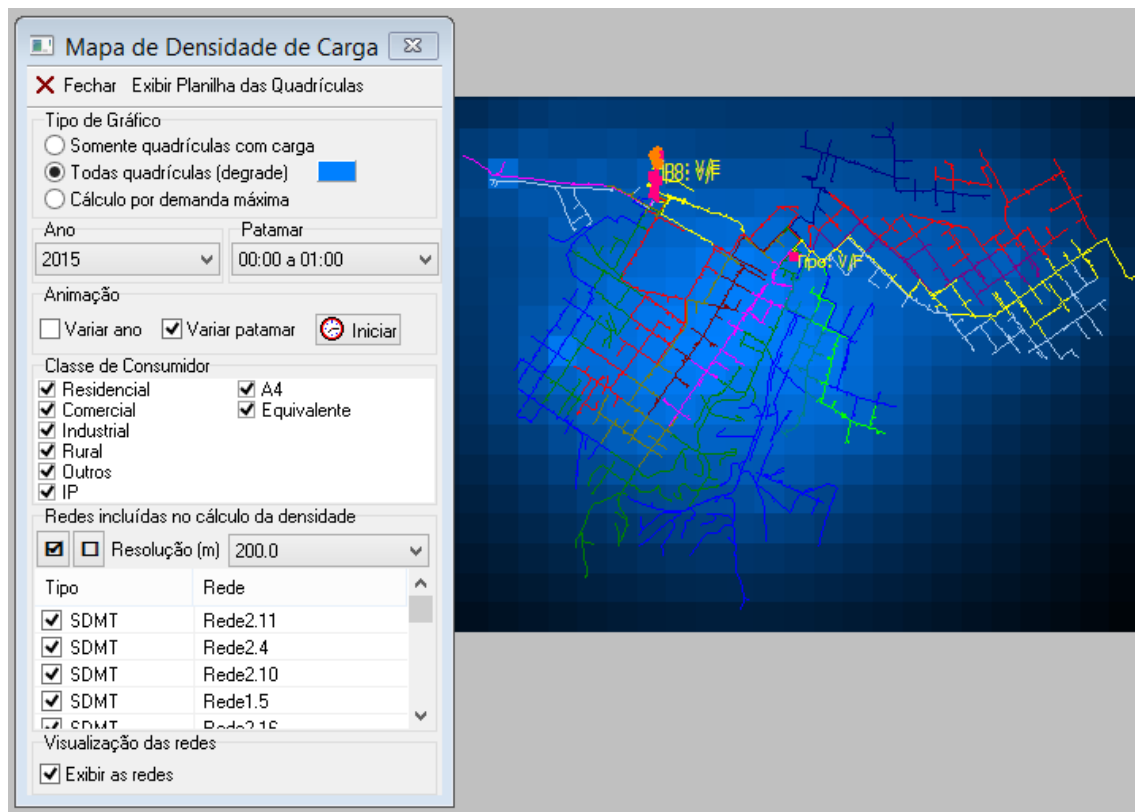 Mapa de Densidade de Carga
Fechar Exibir Planilha das Quadrículas
Tipo de Gráfico
Somente quadrículas com carga
Todas quadrículas (degrade)
Cálculo por demanda máxima
Ano Patamar
2015 00:00 a 01:00
Animação
Variar ano Variar patamar Iniciar
Classe de Consumidor
Residencial A4
Comercial Equivalente
Industrial
Rural
Outros
IP
Redes incluídas no cálculo da densidade
Resolução (m) 200.0
Tipo Rede
SDMT Rede2.11
SDMT Rede2.4
SDMT Rede2.10
SDMT Rede1.5
SDMT Rede2.16
Visualização das redes
Exibir as redes
Tipo: V/F